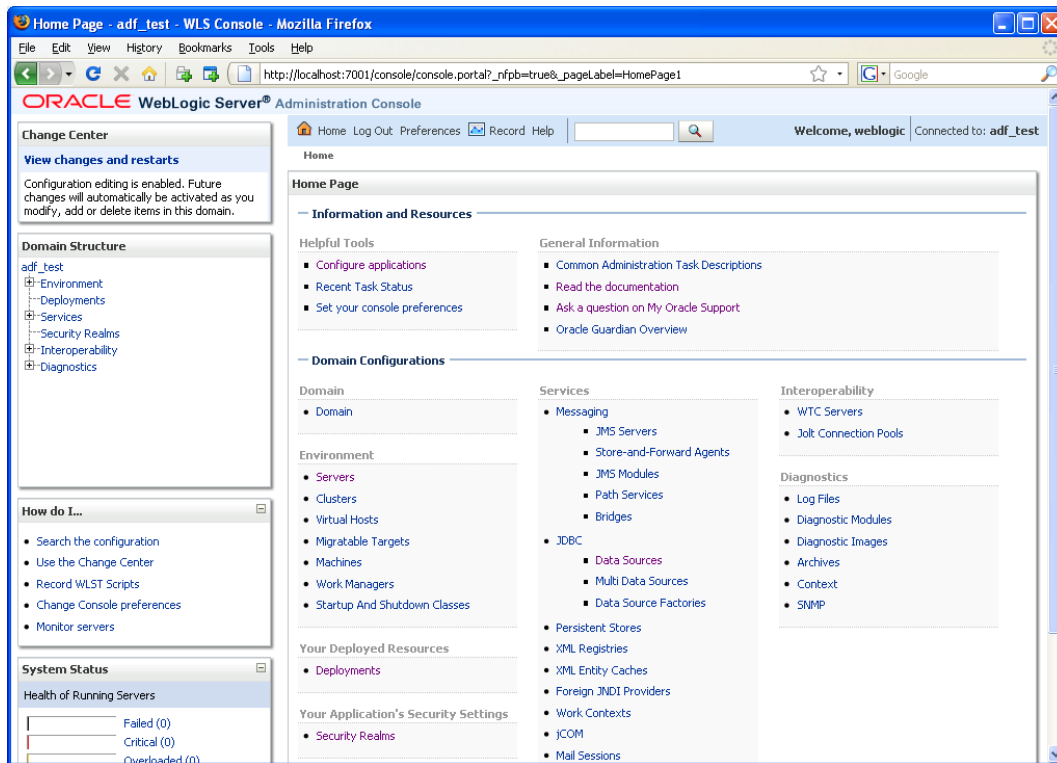 Home Page - adf_test - WLS Console - Mozilla Firefox
File Edit View History Bookmarks Tools Help
http://localhost:7001/console/console.portal?_nfpb=true&_pageLabel=HomePage1
G Google
ORACLE WebLogic Server® Administration Console
Change Center
View changes and restarts
Configuration editing is enabled. Future
changes will automatically be activated as you
modify, add or delete items in this domain.
Domain Structure
adf_test
Environment
Deployments
Services
Security Realms
Interoperability
Diagnostics
How do I...
Search the configuration
Use the Change Center
Record WLST Scripts
Change Console preferences
Monitor servers
System Status
Health of Running Servers
Failed (0)
Critical (0)
Overloaded (0)
Home Log Out Preferences Record Help
Welcome, weblogic Connected to: adf_test
Home
Home Page
Information and Resources
Helpful Tools
Configure applications
Recent Task Status
Set your console preferences
General Information
Common Administration Task Descriptions
Read the documentation
Ask a question on My Oracle Support
Oracle Guardian Overview
Domain Configurations
Domain
Domain
Environment
Servers
Clusters
Virtual Hosts
Migratable Targets
Machines
Work Managers
Startup And Shutdown Classes
Your Deployed Resources
Deployments
Your Application's Security Settings
Security Realms
Services
Messaging
JMS Servers
Store-and-Forward Agents
JMS Modules
Path Services
Bridges
JDBC
Data Sources
Multi Data Sources
Data Source Factories
Persistent Stores
XML Registries
XML Entity Caches
Foreign JNDI Providers
Work Contexts
jCOM
Mail Sessions
Interoperability
WTC Servers
Jolt Connection Pools
Diagnostics
Log Files
Diagnostic Modules
Diagnostic Images
Archives
Context
SNMP